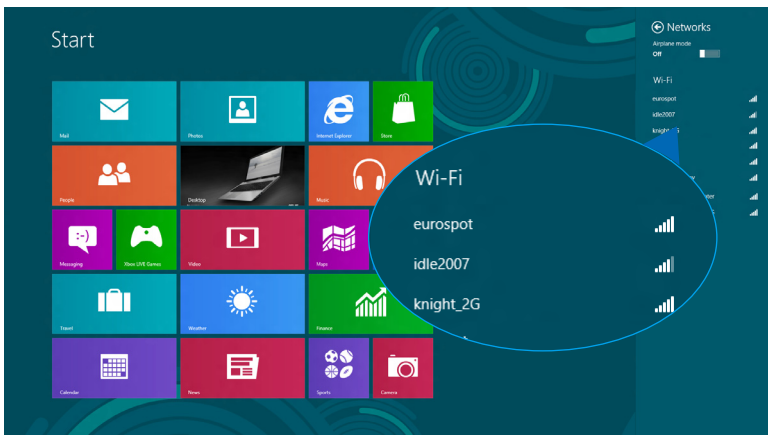 Start
Mail
Photos
Internet Explorer
Store
People
Desktop
Music
Messaging
Xbox LIVE Games
Video
Maps
Travel
Weather
Finance
Calendar
News
Sports
Camera
Networks
Airplane mode
Off
Wi-Fi
eurospot
idle2007
Wi-Fi
eurospot
idle2007
knight_2G